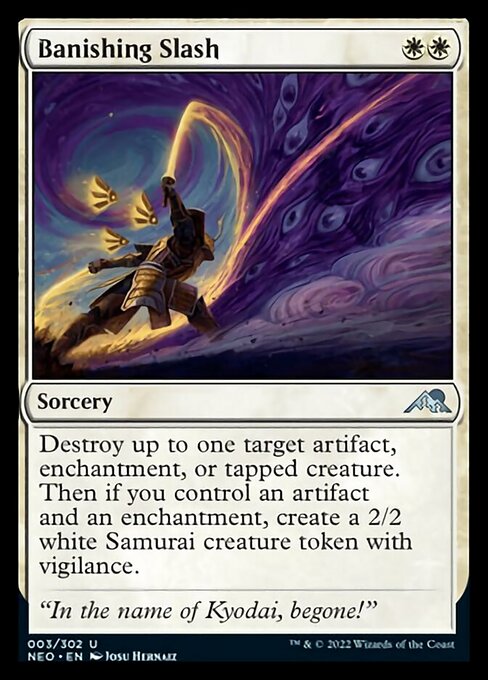 Banishing Slash
Sorcery
Destroy up to one target artifact,
enchantment, or tapped creature.
Then if you control an artifact
and an enchantment, create a 2/2
white Samurai creature token with
vigilance.
“In the name of Kyodai, begone!”
003/302 U
NEO • EN Josu Hernaiz
™ & © 2022 Wizards of the Coast